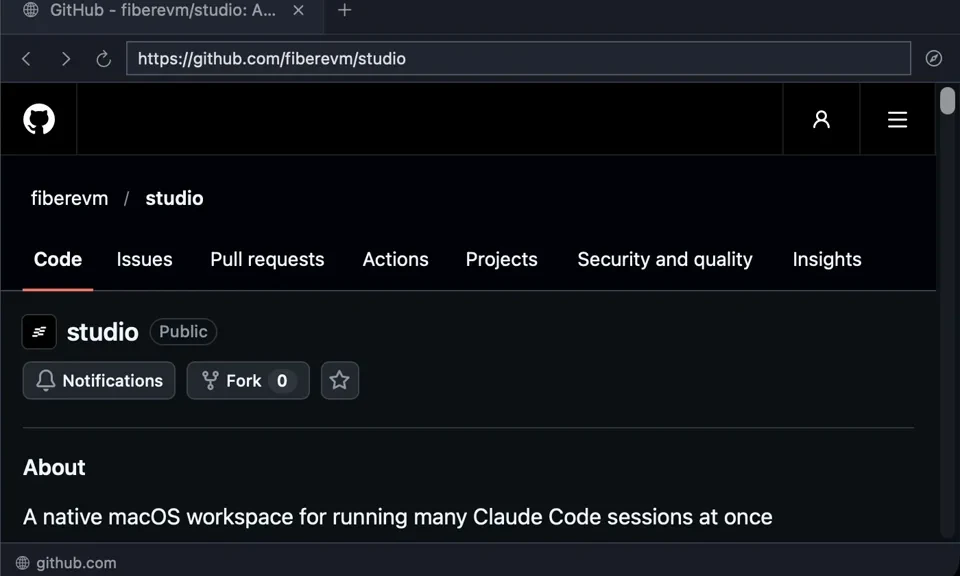 GitHub - fiberevm/studio: A...
https://github.com/fiberevm/studio
fiberevm / studio
Code Issues Pull requests Actions Projects Security and quality Insights
studio Public
Notifications Fork 0
About
A native macOS workspace for running many Claude Code sessions at once
github.com